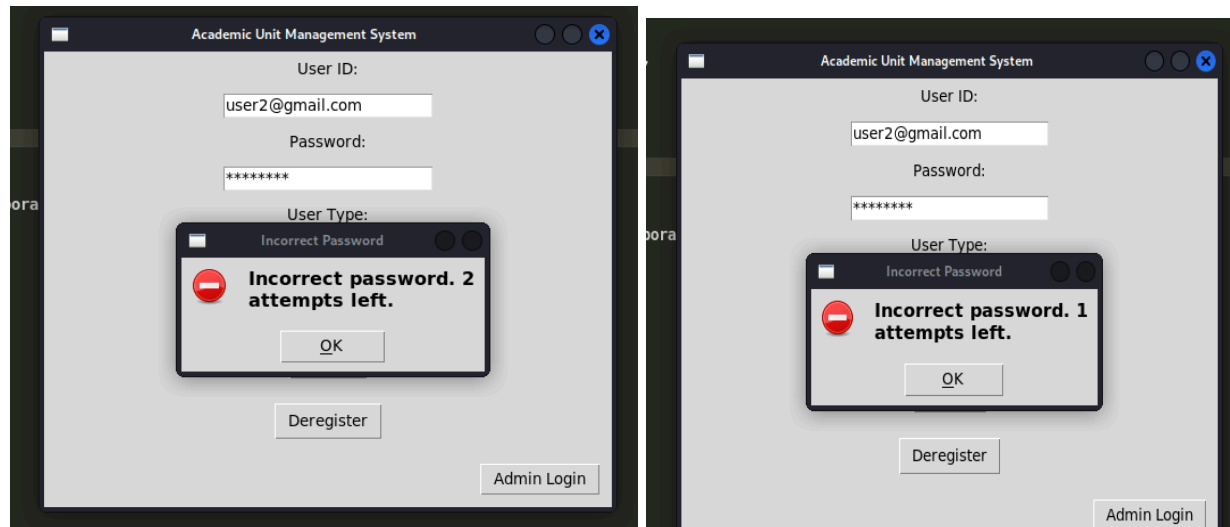 Academic Unit Management System
User ID:
user2@gmail.com
Password:
********
User Type:
Incorrect Password
Incorrect password. 2
attempts left.
OK
Deregister
Admin Login
ora
Academic Unit Management System
User ID:
user2@gmail.com
Password:
********
User Type:
Incorrect Password
Incorrect password. 1
attempts left.
OK
Deregister
Admin Login
bora